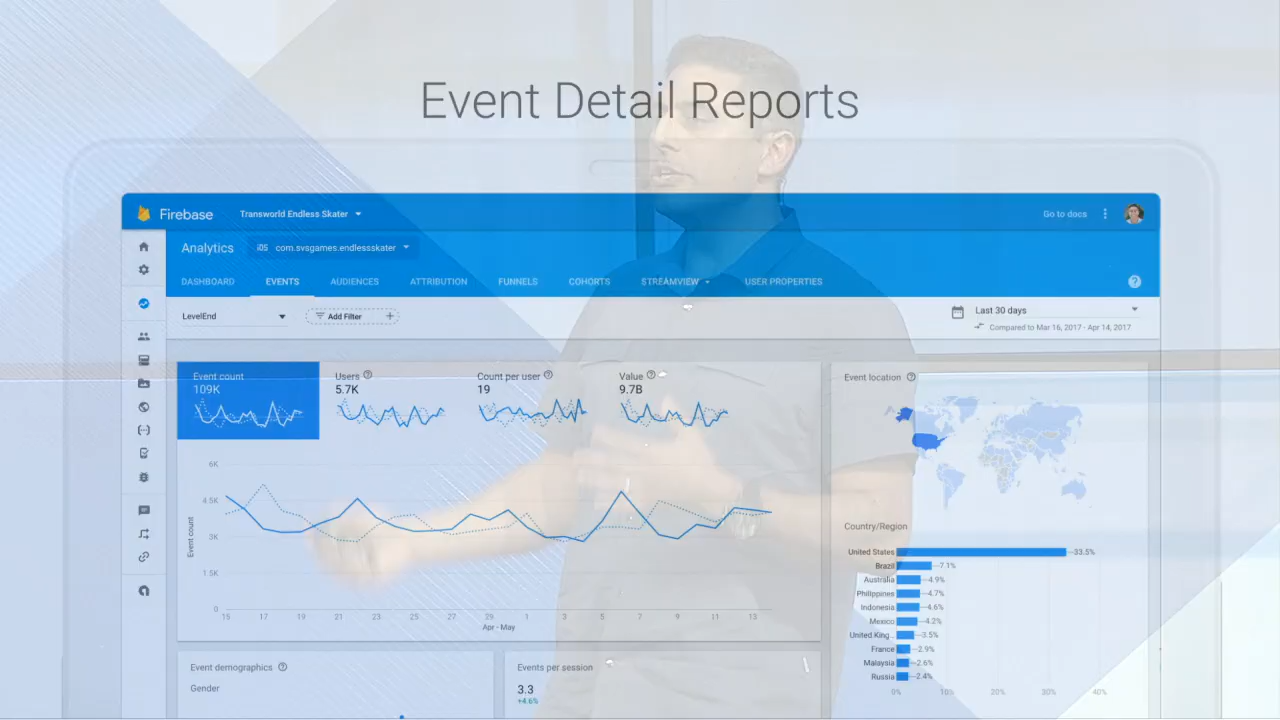 Event Detail Reports
Firebase
Transworld Endless Skater
Go to docs
Analytics
iOS com.svsgames.endlessskater
DASHBOARD EVENTS AUDIENCES ATTRIBUTION FUNNELS COHORTS STREAMVIEW USER PROPERTIES
LevelEnd
Add Filter
Last 30 days
Compared to Mar 16, 2017 - Apr 14, 2017
Event count
109K
Users
5.7K
Count per user
19
Value
9.7B
6K
4.5K
3K
1.5K
0
Event count
15 17 19 21 23 25 27 29 1 3 5 7 9 11 13
Apr - May
Event location
Country/Region
United States 33.5%
Brazil 7.1%
Australia 4.9%
Philippines 4.7%
Indonesia 4.6%
Mexico 4.2%
United King... 3.5%
France 2.9%
Malaysia 2.6%
Russia 2.4%
0% 10% 20% 30% 40%
Event demographics
Gender
Events per session
3.3
+4.6%